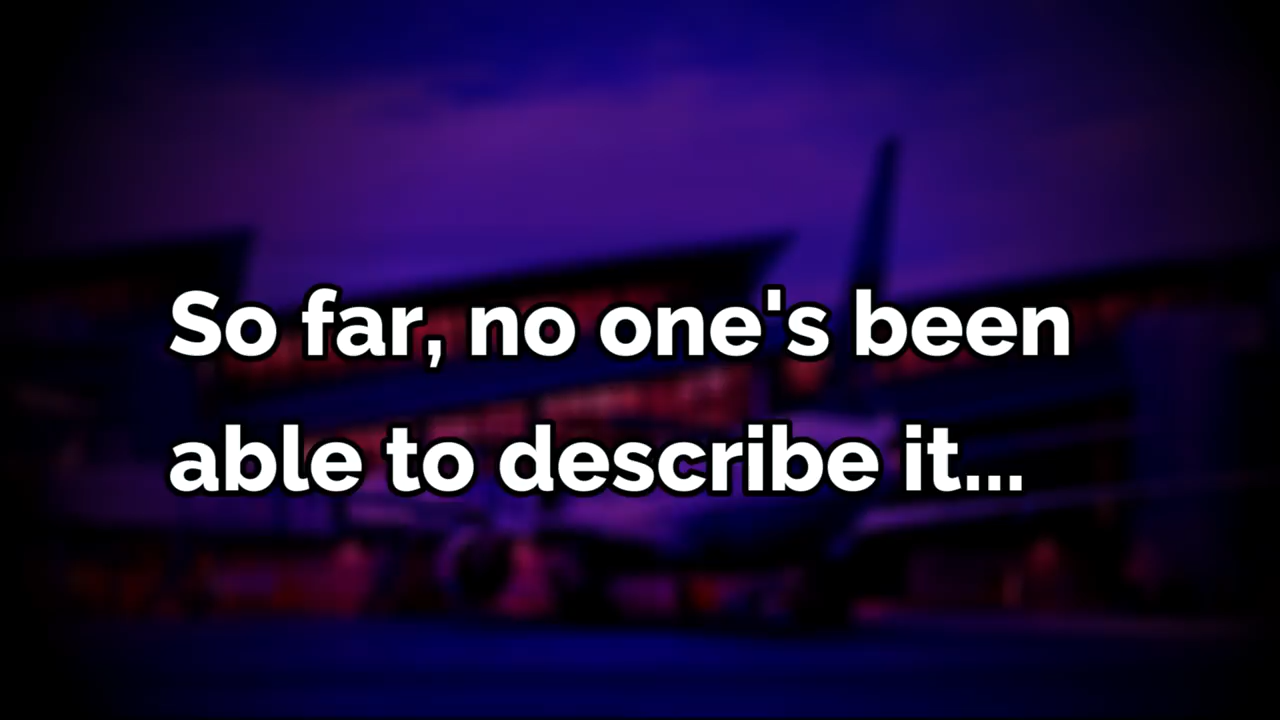 So far, no one's been
able to describe it...